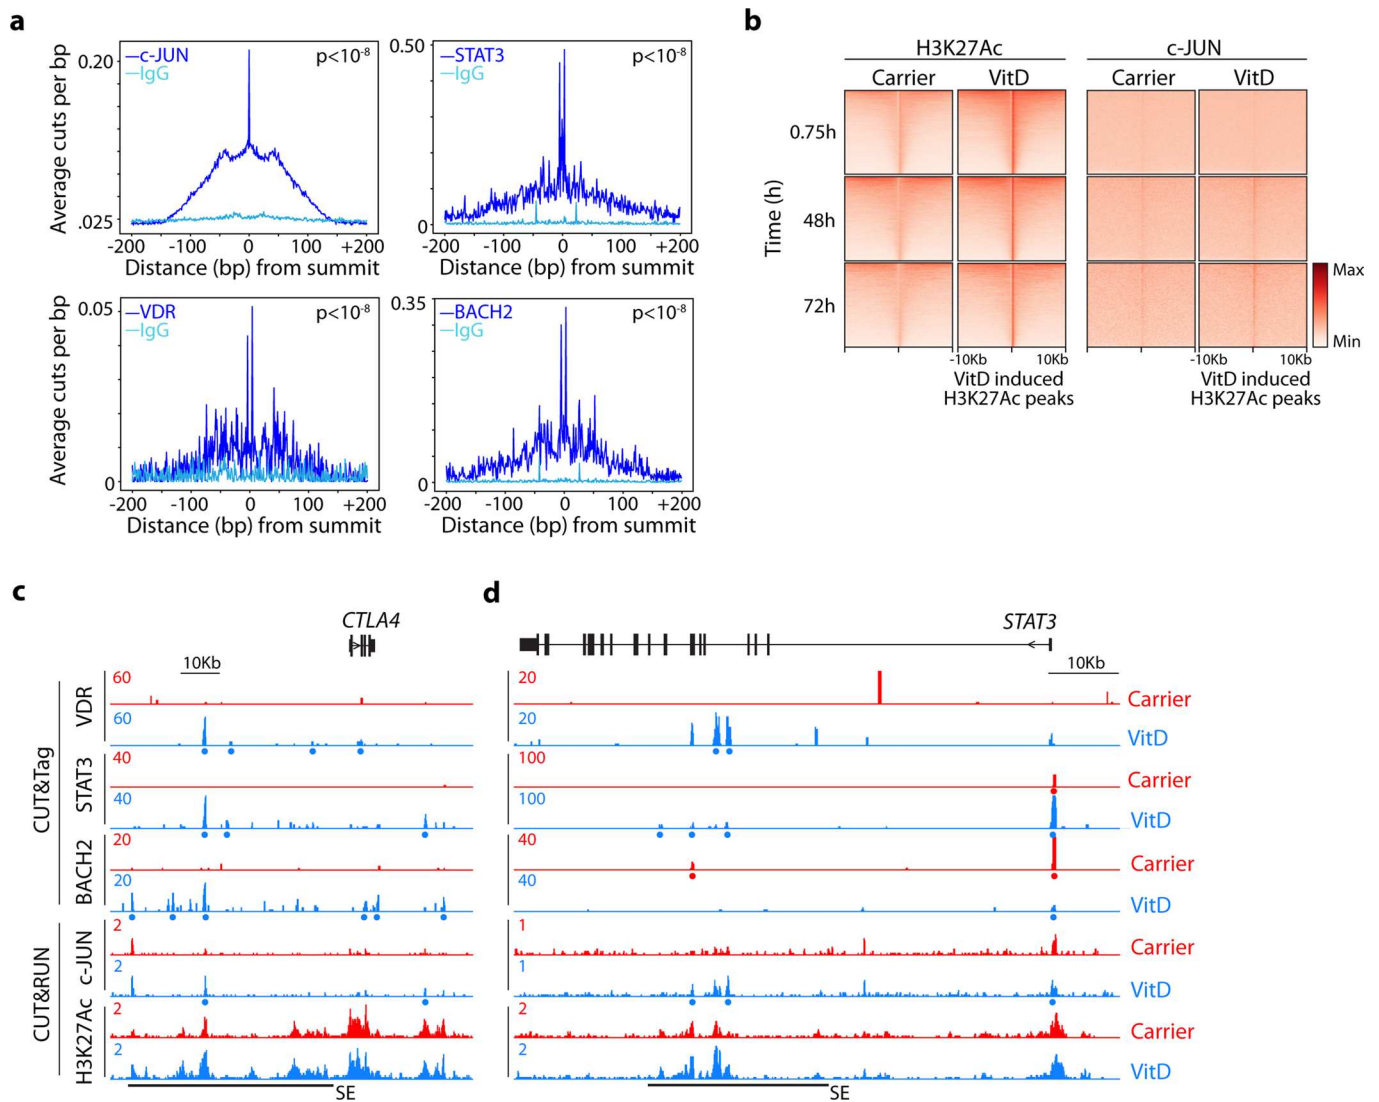 a
c-JUN
IgG
p<10-8
0.20
.025
Average cuts per bp
-200 -100 0 100 +200
Distance (bp) from summit
STAT3
IgG
p<10-8
0.50
0
-200 -100 0 100 +200
Distance (bp) from summit
VDR
IgG
p<10-8
0.05
0
Average cuts per bp
-200 -100 0 100 +200
Distance (bp) from summit
BACH2
IgG
p<10-8
0.35
0
-200 -100 0 100 +200
Distance (bp) from summit
b
H3K27Ac c-JUN
Carrier VitD Carrier VitD
0.75h
48h
72h
Time (h)
Max
Min
-10Kb 10Kb -10Kb 10Kb
VitD induced VitD induced
H3K27Ac peaks H3K27Ac peaks
c
CTLA4
10Kb
CUT&Tag
VDR
60
60
STAT3
40
40
BACH2
20
20
CUT&RUN
c-JUN
2
2
H3K27Ac
2
2
SE
d
STAT3
10Kb
20 Carrier
20 VitD
100 Carrier
100 VitD
40 Carrier
40 VitD
1 Carrier
1 VitD
2 Carrier
2 VitD
SE